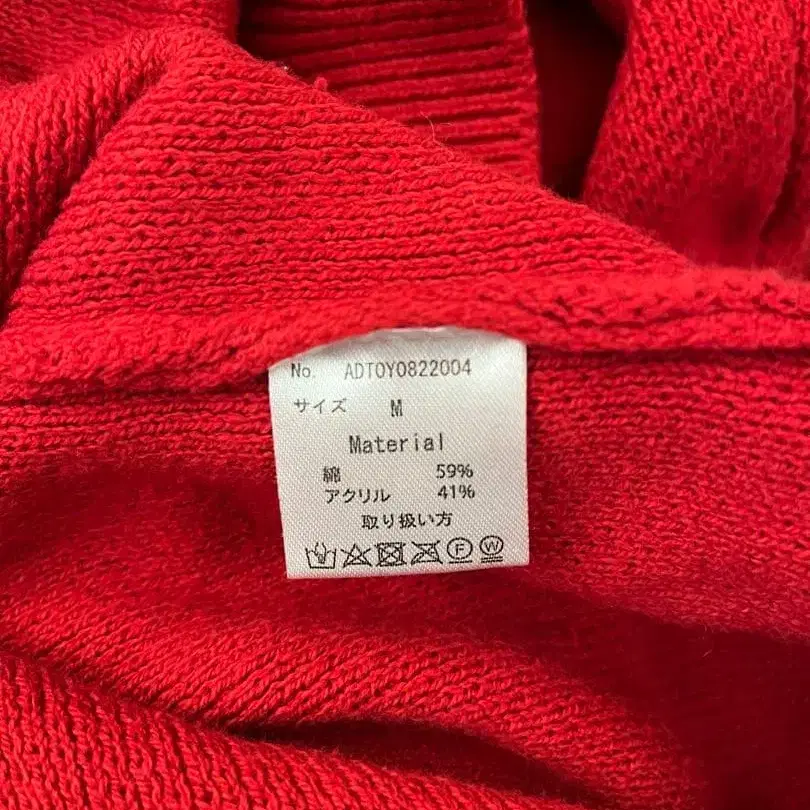 No. ADTOY0822004
サイズ M
Material
綿 59%
アクリル 41%
取り扱い方
F W